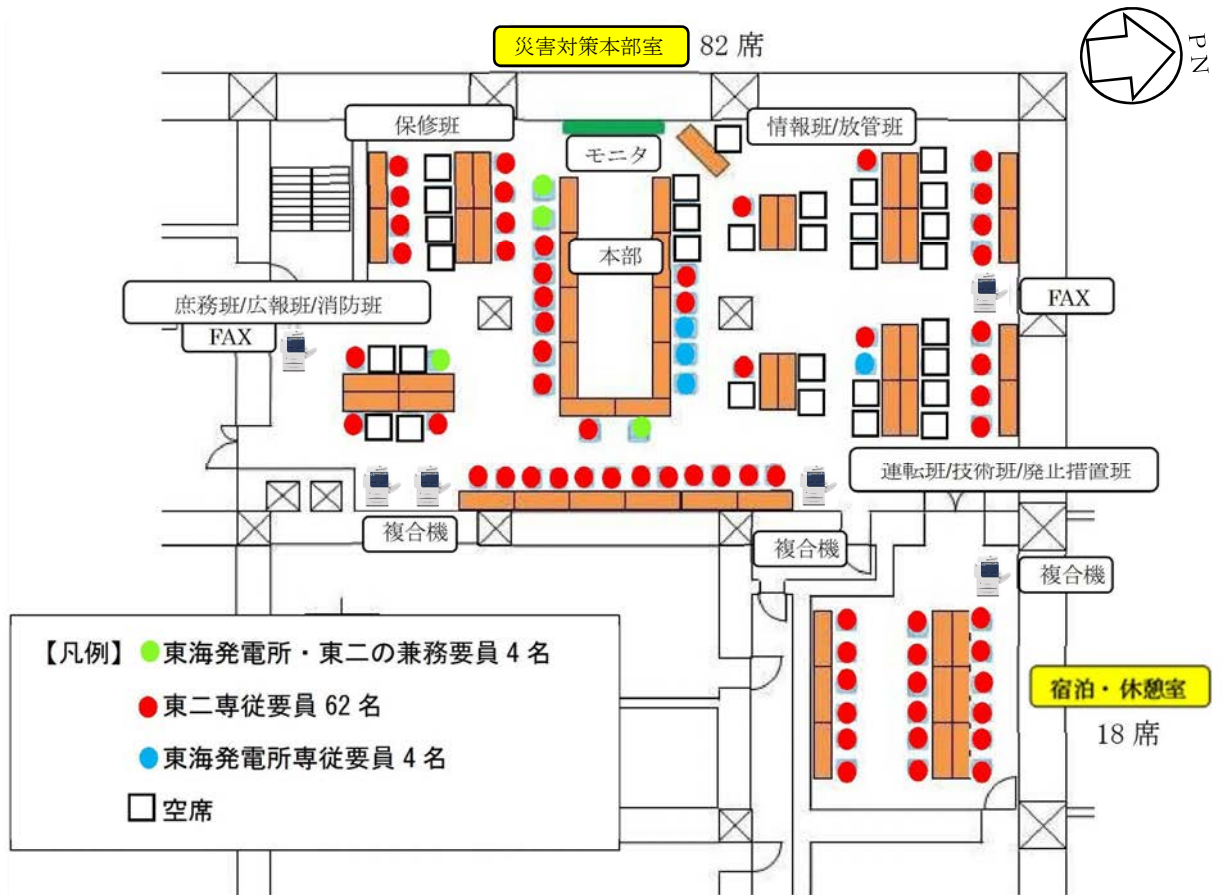 災害対策本部室 82 席
PN
保修班
モニタ
情報班/放管班
本部
庶務班/広報班/消防班
FAX
FAX
運転班/技術班/廃止措置班
複合機
複合機
複合機
【凡例】 東海発電所・東二の兼務要員 4 名
東二専従要員 62 名
東海発電所専従要員 4 名
空席
宿泊・休憩室
18 席